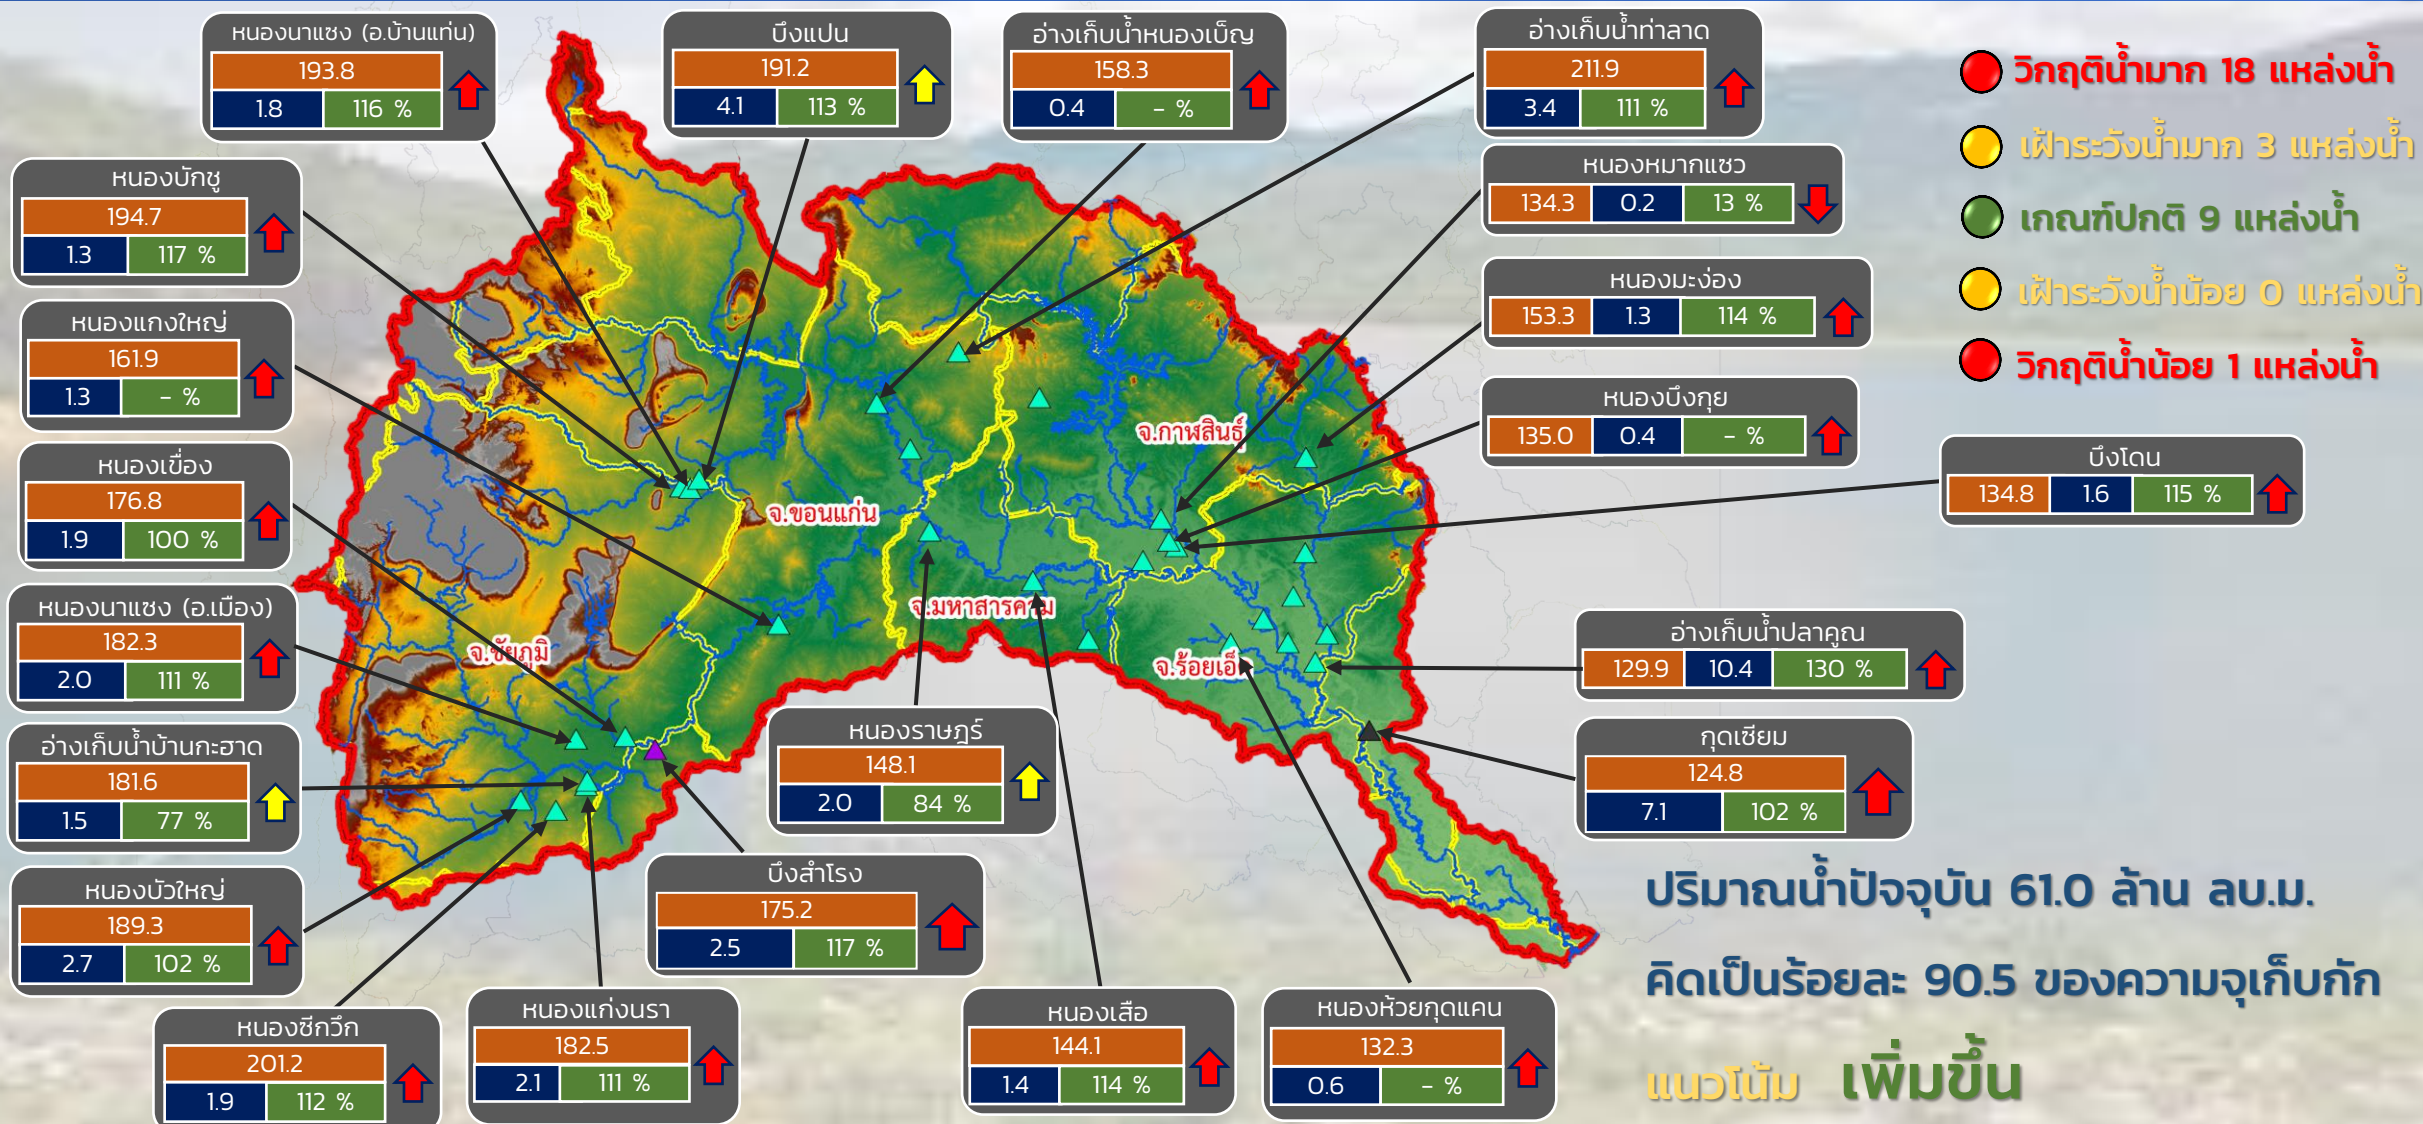 หนองนาแซง (อ.บ้านแท่น)
193.8
1.8 116 %
บึงแปน
191.2
4.1 113 %
อ่างเก็บน้ำหนองเบ็ญ
158.3
0.4 - %
อ่างเก็บน้ำท่าลาด
211.9
3.4 111 %
วิกฤติน้ำมาก 18 แหล่งน้ำ
เฝ้าระวังน้ำมาก 3 แหล่งน้ำ
เกณฑ์ปกติ 9 แหล่งน้ำ
เฝ้าระวังน้ำน้อย 0 แหล่งน้ำ
วิกฤติน้ำน้อย 1 แหล่งน้ำ
หนองบักชู
194.7
1.3 117 %
หนองหมากแซว
134.3 0.2 13 %
หนองแกงใหญ่
161.9
1.3 - %
หนองมะง่อง
153.3 1.3 114 %
หนองบึงกุย
135.0 0.4 - %
หนองเขื่อง
176.8
1.9 100 %
บึงโดน
134.8 1.6 115 %
จ.กาฬสินธุ์
จ.ขอนแก่น
จ.มหาสารคาม
จ.ชัยภูมิ
จ.ร้อยเอ็ด
หนองนาแซง (อ.เมือง)
182.3
2.0 111 %
อ่างเก็บน้ำปลาคูณ
129.9 10.4 130 %
อ่างเก็บน้ำบ้านกะฮาด
181.6
1.5 77 %
หนองราษฎร์
148.1
2.0 84 %
กุดเซียม
124.8
7.1 102 %
หนองบัวใหญ่
189.3
2.7 102 %
บึงสำโรง
175.2
2.5 117 %
หนองซีกวึก
201.2
1.9 112 %
หนองแก่งนรา
182.5
2.1 111 %
หนองเสือ
144.1
1.4 114 %
หนองห้วยกุดแคน
132.3
0.6 - %
ปริมาณน้ำปัจจุบัน 61.0 ล้าน ลบ.ม.
คิดเป็นร้อยละ 90.5 ของความจุเก็บกัก
แนวโน้ม เพิ่มขึ้น